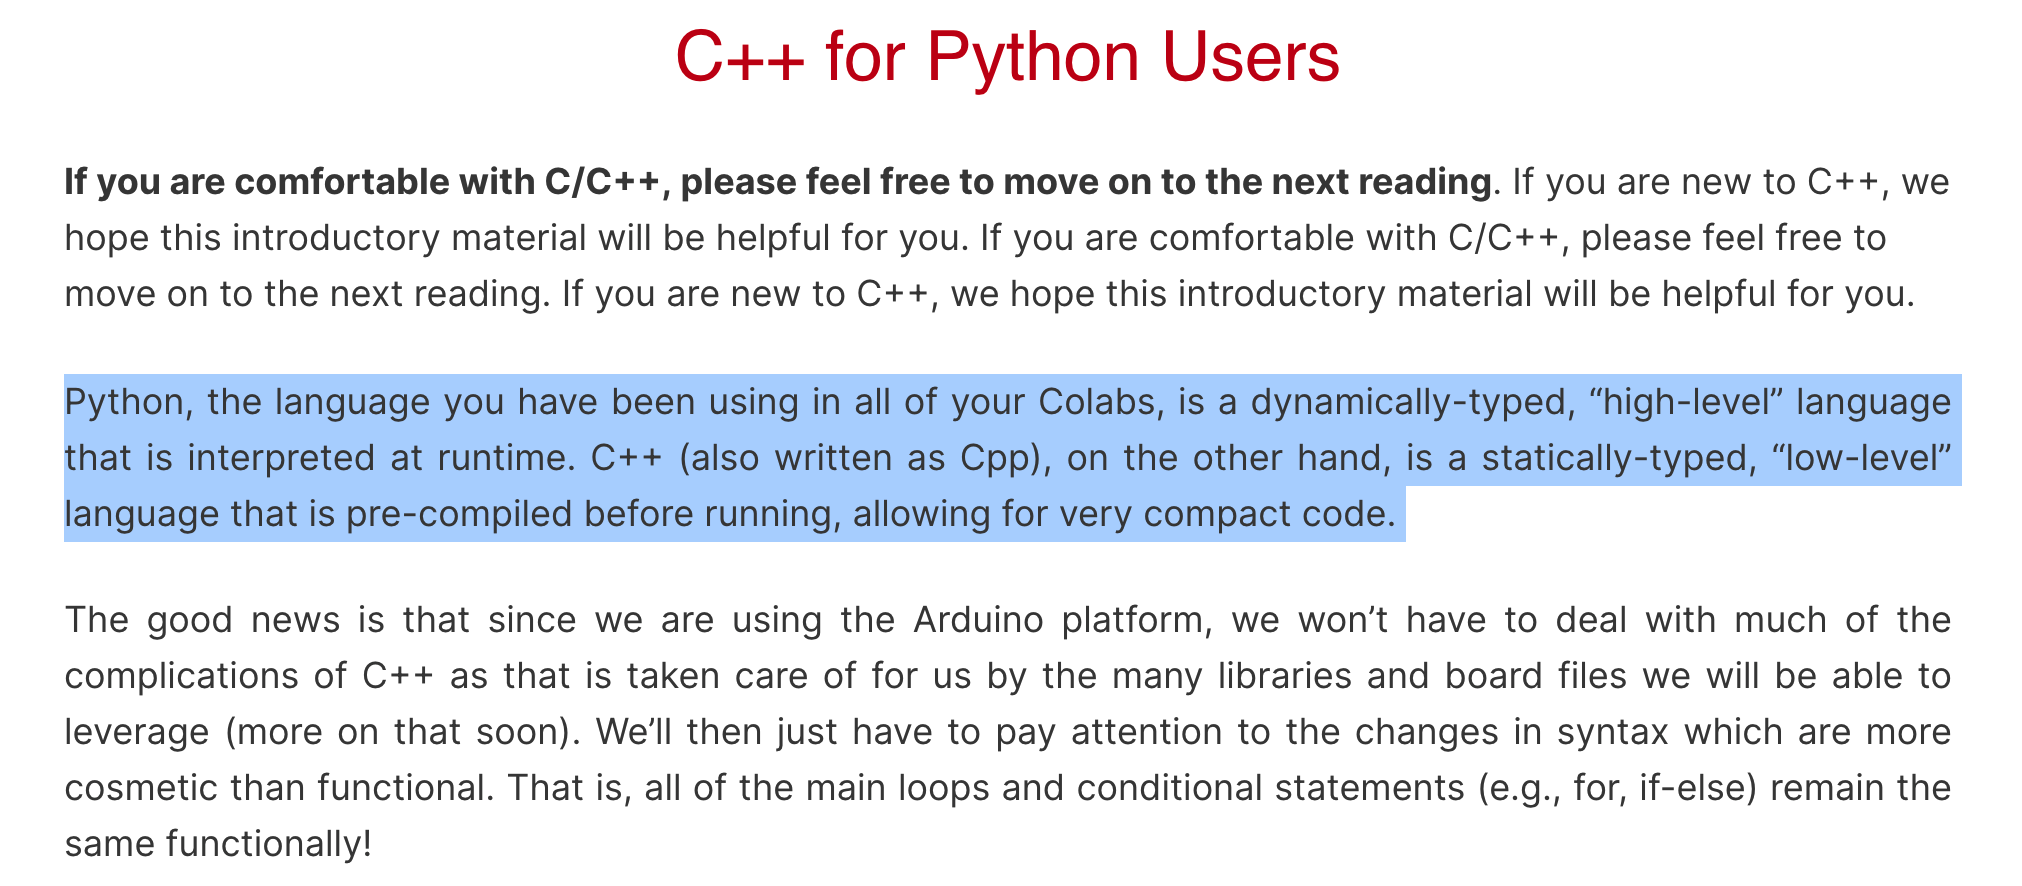 C++ for Python Users
If you are comfortable with C/C++, please feel free to move on to the next reading. If you are new to C++, we
hope this introductory material will be helpful for you. If you are comfortable with C/C++, please feel free to
move on to the next reading. If you are new to C++, we hope this introductory material will be helpful for you.
Python, the language you have been using in all of your Colabs, is a dynamically-typed, “high-level” language
that is interpreted at runtime. C++ (also written as Cpp), on the other hand, is a statically-typed, “low-level”
language that is pre-compiled before running, allowing for very compact code.
The good news is that since we are using the Arduino platform, we won’t have to deal with much of the
complications of C++ as that is taken care of for us by the many libraries and board files we will be able to
leverage (more on that soon). We’ll then just have to pay attention to the changes in syntax which are more
cosmetic than functional. That is, all of the main loops and conditional statements (e.g., for, if-else) remain the
same functionally!